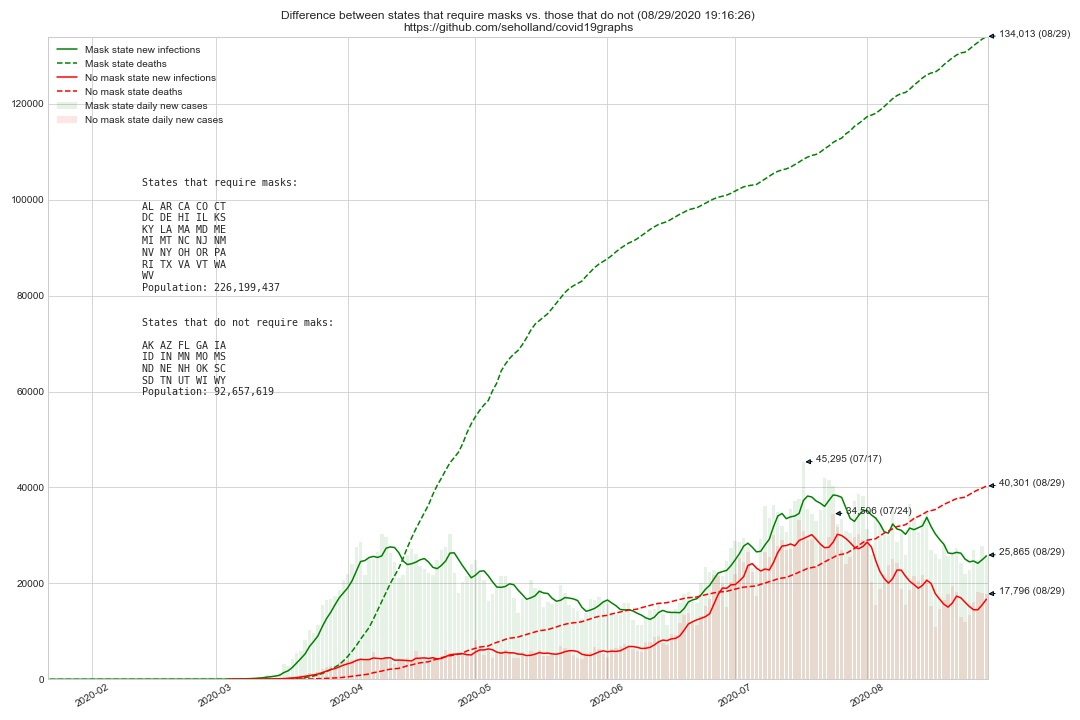 Difference between states that require masks vs. those that do not (08/29/2020 19:16:26)
https://github.com/seholland/covid19graphs
Mask state new infections
Mask state deaths
No mask state new infections
No mask state deaths
Mask state daily new cases
No mask state daily new cases
States that require masks:
AL AR CA CO CT
DC DE HI IL KS
KY LA MA MD ME
MI MT NC NJ NM
NV NY OH OR PA
RI TX VA VT WA
WV
Population: 226,199,437
States that do not require maks:
AK AZ FL GA IA
ID IN MN MO MS
ND NE NH OK SC
SD TN UT WI WY
Population: 92,657,619
134,013 (08/29)
45,295 (07/17)
34,506 (07/24)
40,301 (08/29)
25,865 (08/29)
17,796 (08/29)
120000
100000
80000
60000
40000
20000
0
2020-02
2020-03
2020-04
2020-05
2020-06
2020-07
2020-08